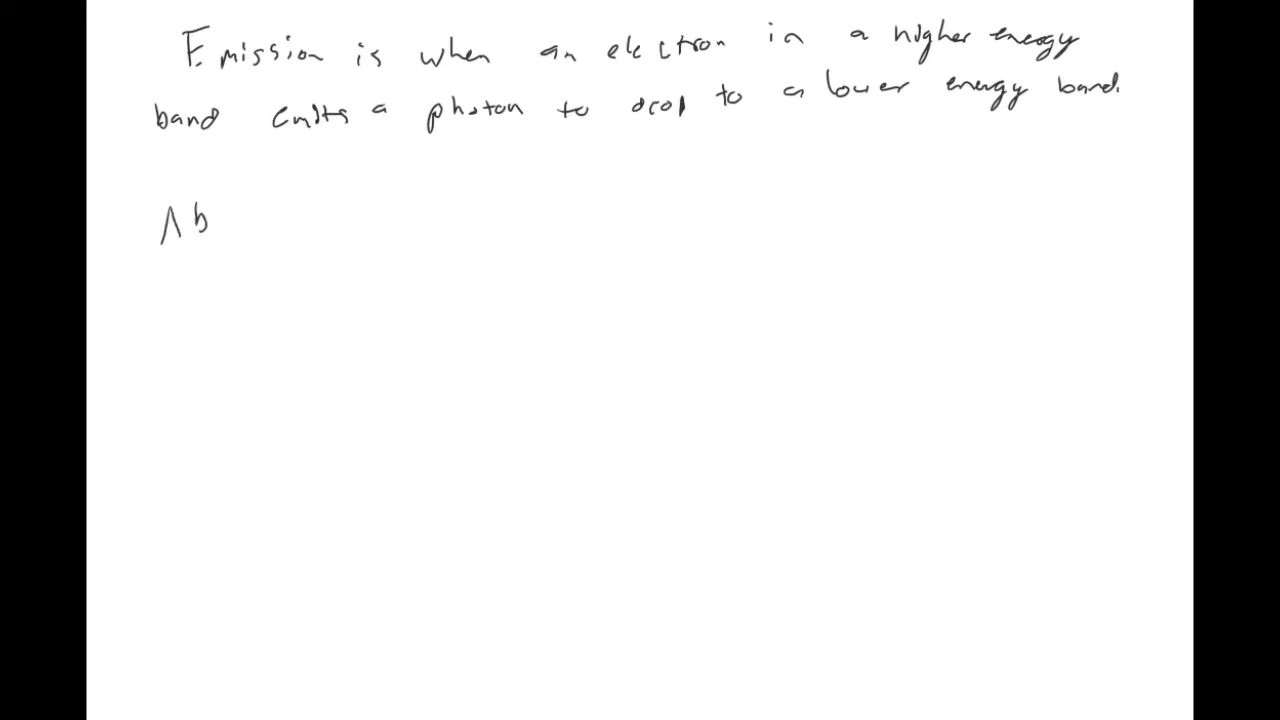 Emission is when an electron in a higher energy
band emits a photon to drop to a lower energy band.
Ab